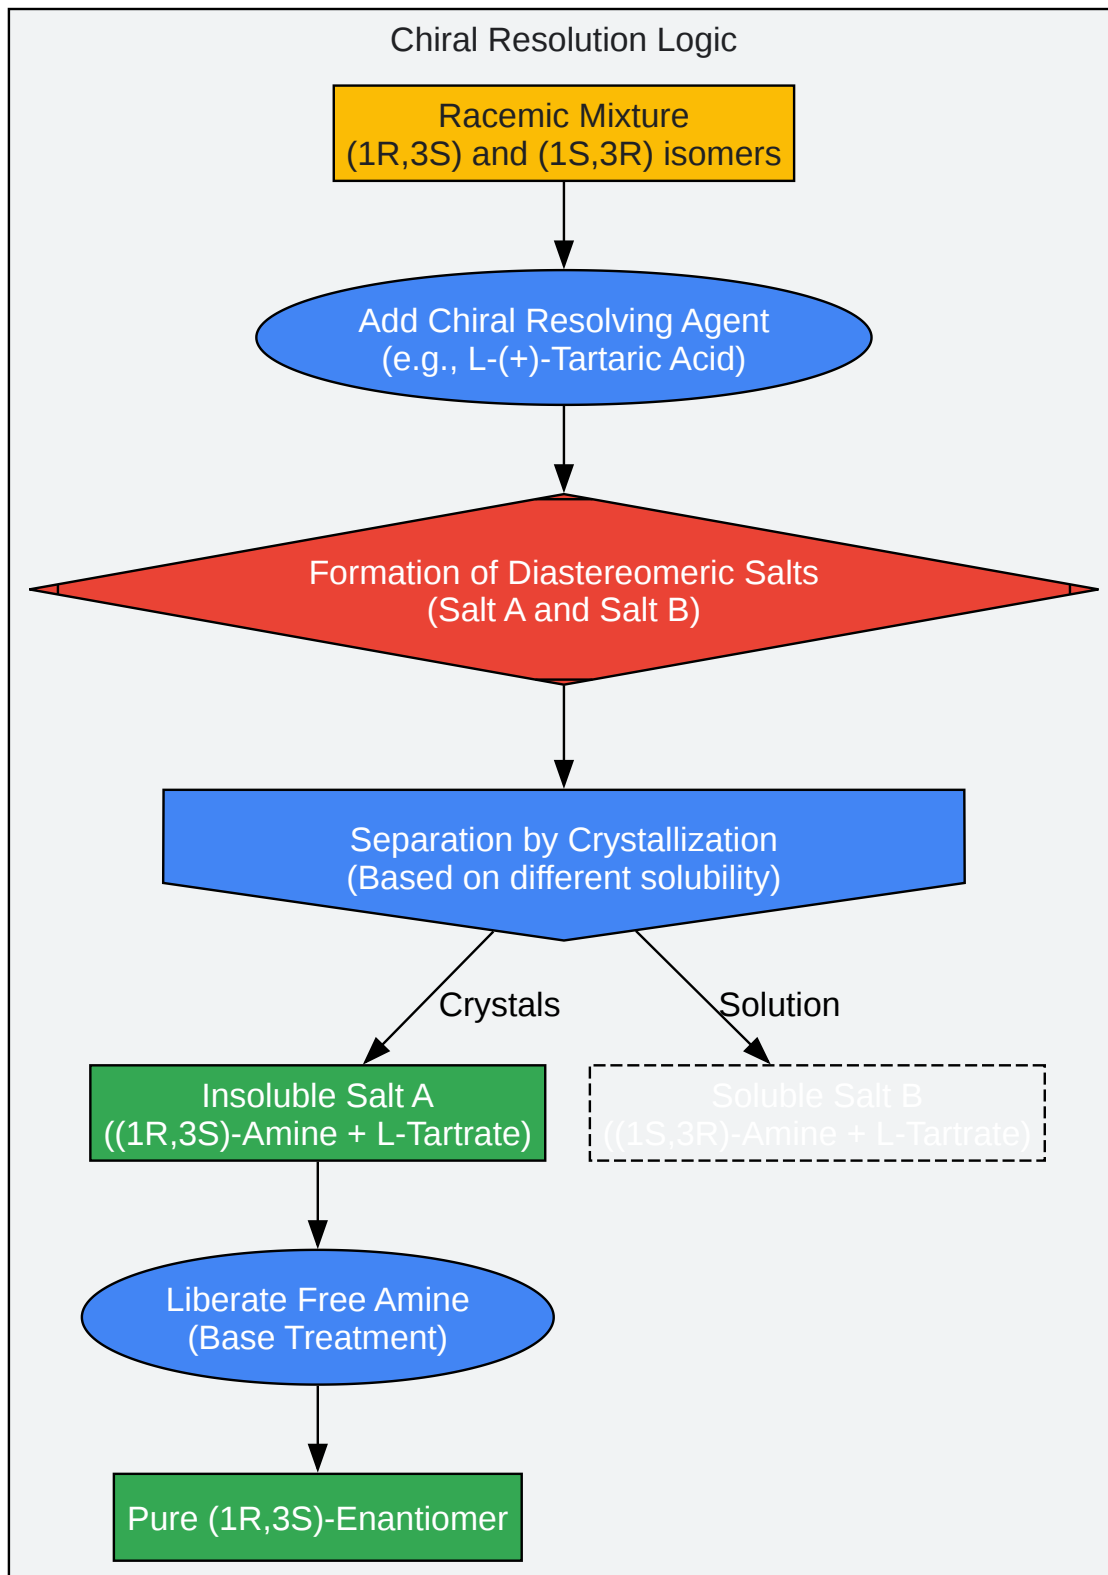 Chiral Resolution Logic
Racemic Mixture
(1R,3S) and (1S,3R) isomers
Add Chiral Resolving Agent
(e.g., L-(+)-Tartaric Acid)
Formation of Diastereomeric Salts
(Salt A and Salt B)
Separation by Crystallization
(Based on different solubility)
Crystals
Solution
Insoluble Salt A
((1R,3S)-Amine + L-Tartrate)
Soluble Salt B
((1S,3R)-Amine + L-Tartrate)
Liberate Free Amine
(Base Treatment)
Pure (1R,3S)-Enantiomer